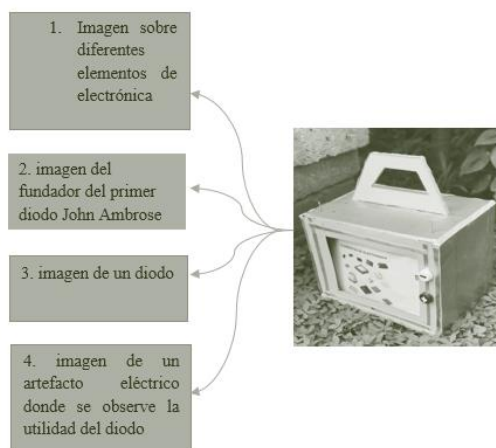 1. Imagen sobre
diferentes
elementos de
electrónica
2. imagen del
fundador del primer
diodo John Ambrose
3. imagen de un diodo
4. imagen de un
artefacto eléctrico
donde se observe la
utilidad del diodo